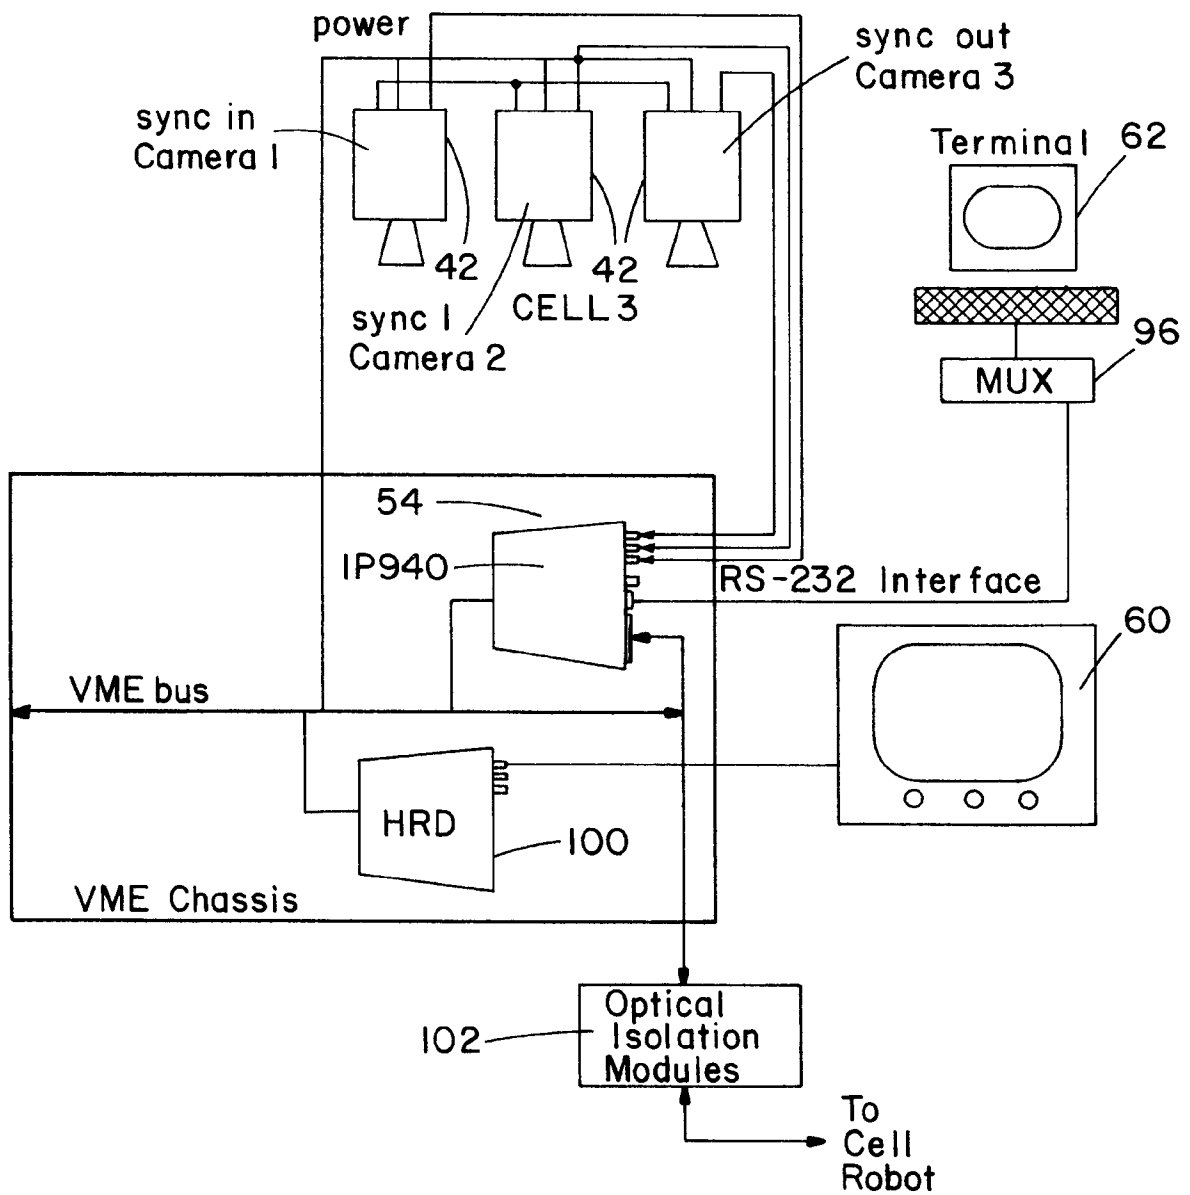 power
sync out
Camera 3
sync in
Camera 1
Terminal
62
42
42
CELL 3
sync 1
Camera 2
96
MUX
54
IP940
RS-232 Interface
60
VME bus
HRD
100
VME Chassis
102
Optical
Isolation
Modules
To
Cell
Robot